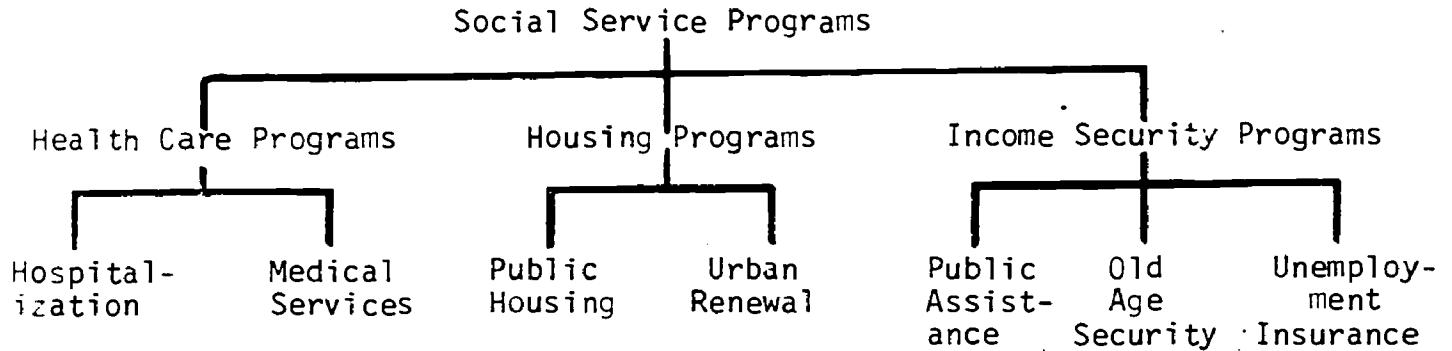 Social Service Programs
Health Care Programs
Housing Programs
Income Security Programs
Hospital-
ization
Medical
Services
Public
Housing
Urban
Renewal
Public
Assist-
ance
Old
Age
Security
Unemploy-
ment
Insurance